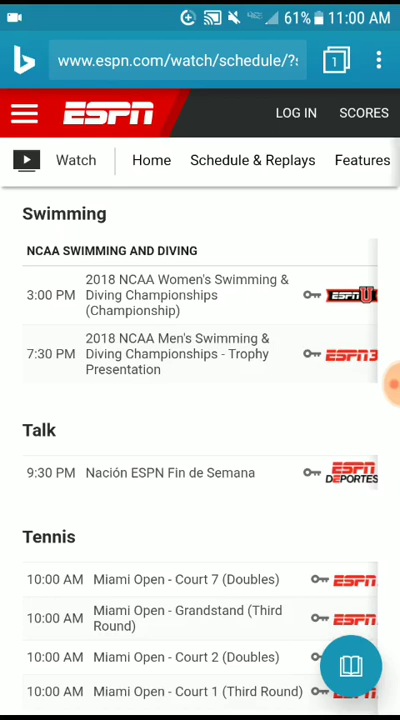 61% 11:00 AM
www.espn.com/watch/schedule/?
1
ESPN LOG IN SCORES
Watch Home Schedule & Replays Features
Swimming
NCAA SWIMMING AND DIVING
3:00 PM 2018 NCAA Women's Swimming & Diving Championships (Championship) ESPNU
7:30 PM 2018 NCAA Men's Swimming & Diving Championships - Trophy Presentation ESPN3
Talk
9:30 PM Nación ESPN Fin de Semana ESPN DEPORTES
Tennis
10:00 AM Miami Open - Court 7 (Doubles) ESPN
10:00 AM Miami Open - Grandstand (Third Round) ESPN
10:00 AM Miami Open - Court 2 (Doubles)
10:00 AM Miami Open - Court 1 (Third Round) ESPN